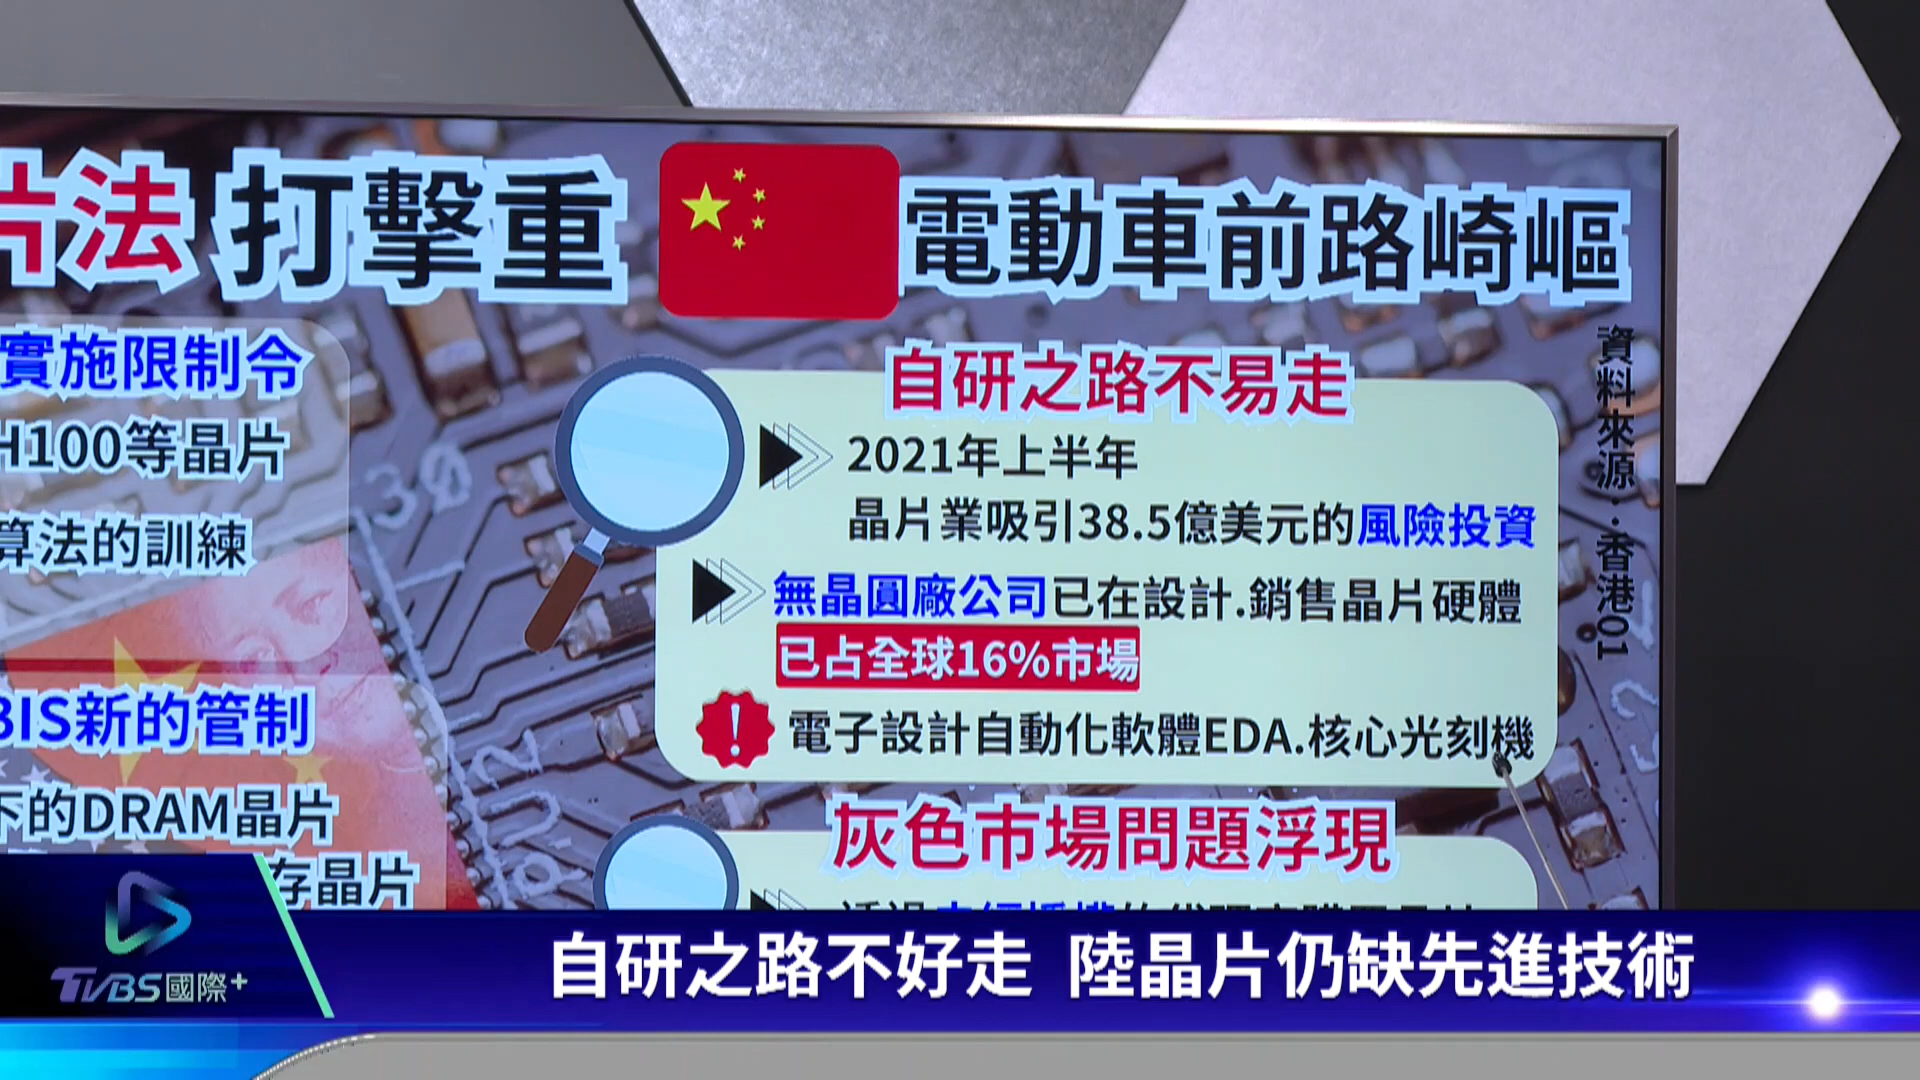 片法 打擊重 電動車前路崎嶇
實施限制令
H100等晶片
算法的訓練
BIS新的管制
下的DRAM晶片
存晶片
自研之路不易走
2021年上半年
晶片業吸引38.5億美元的風險投資
無晶圓廠公司已在設計.銷售晶片硬體
已占全球16%市場
電子設計自動化軟體EDA.核心光刻機
灰色市場問題浮現
資料來源:香港01
TVBS國際+
自研之路不好走 陸晶片仍缺先進技術